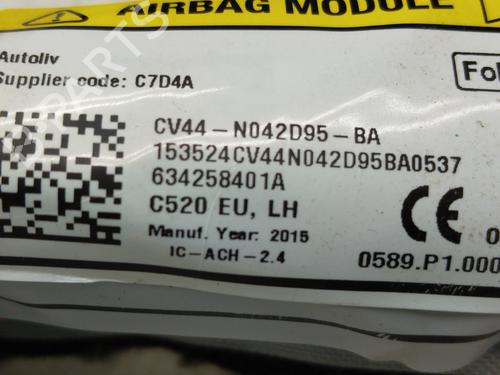 AIRBAG MODULE
Autoliv
Supplier code: C7D4A
CV44-N042D95-BA
153524CV44N042D95BA0537
634258401A
C520 EU, LH
Manuf. Year: 2015
IC-ACH-2.4
CE
0589.P1.000